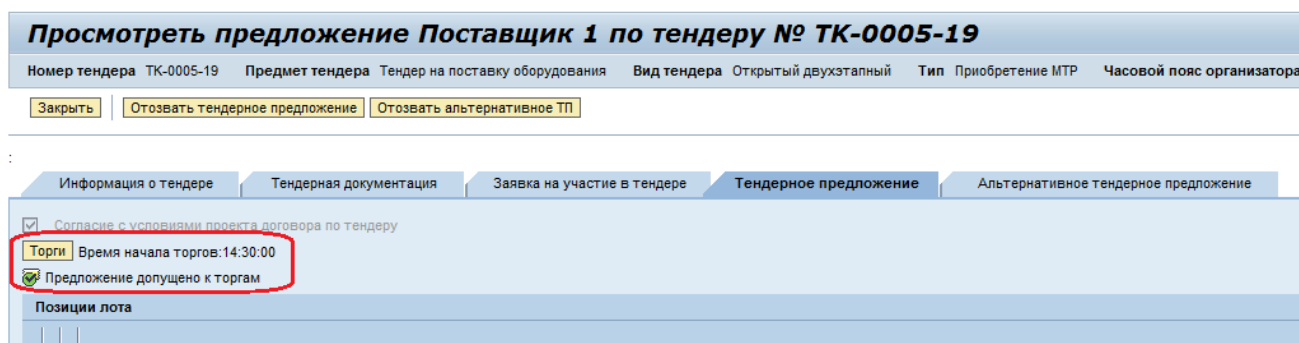 Просмотреть предложение Поставщик 1 по тендеру № ТК-0005-19
Номер тендера ТК-0005-19 Предмет тендера Тендер на поставку оборудования Вид тендера Открытый двухэтапный Тип Приобретение МТР Часовой пояс организатора
Закрыть Отозвать тендерное предложение Отозвать альтернативное ТП
:
Информация о тендере Тендерная документация Заявка на участие в тендере Тендерное предложение Альтернативное тендерное предложение
Согласие с условиями проекта договора по тендеру
Торги Время начала торгов:14:30:00
Предложение допущено к торгам
Позиции лота